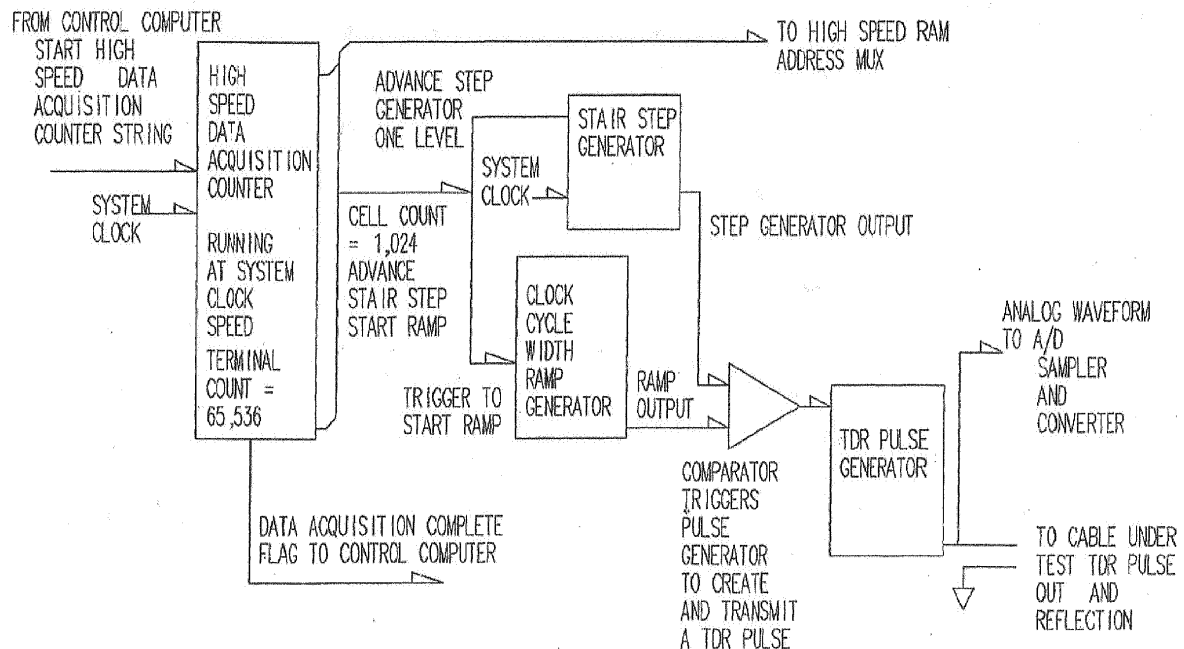 FROM CONTROL COMPUTER
START HIGH
SPEED DATA
ACQUISITION
COUNTER STRING
SYSTEM
CLOCK
HIGH
SPEED
DATA
ACQUISITION
COUNTER
RUNNING
AT SYSTEM
CLOCK
SPEED
TERMINAL
COUNT =
65,536
TO HIGH SPEED RAM
ADDRESS MUX
ADVANCE STEP
GENERATOR
ONE LEVEL
STAIR STEP
GENERATOR
SYSTEM
CLOCK
CELL COUNT
= 1,024
ADVANCE
STAIR STEP
START RAMP
STEP GENERATOR OUTPUT
CLOCK
CYCLE
WIDTH
RAMP
GENERATOR
TRIGGER TO
START RAMP
RAMP
OUTPUT
ANALOG WAVEFORM
TO A/D
SAMPLER
AND
CONVERTER
TDR PULSE
GENERATOR
COMPARATOR
TRIGGERS
PULSE
GENERATOR
TO CREATE
AND TRANSMIT
A TDR PULSE
DATA ACQUISITION COMPLETE
FLAG TO CONTROL COMPUTER
TO CABLE UNDER
TEST TDR PULSE
OUT AND
REFLECTION